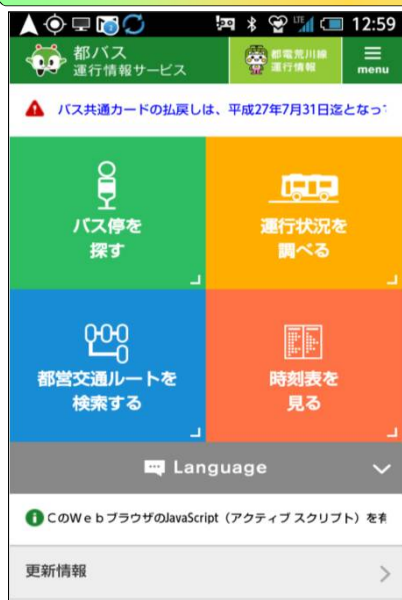 LTE
12:59
都バス
運行情報サービス
都電荒川線
運行情報
menu
バス共通カードの払戻しは、平成27年7月31日迄となって
バス停を
探す
運行状況を
調べる
都営交通ルートを
検索する
時刻表を
見る
Language
CのWebブラウザのJavaScript（アクティブスクリプト）を有
更新情報